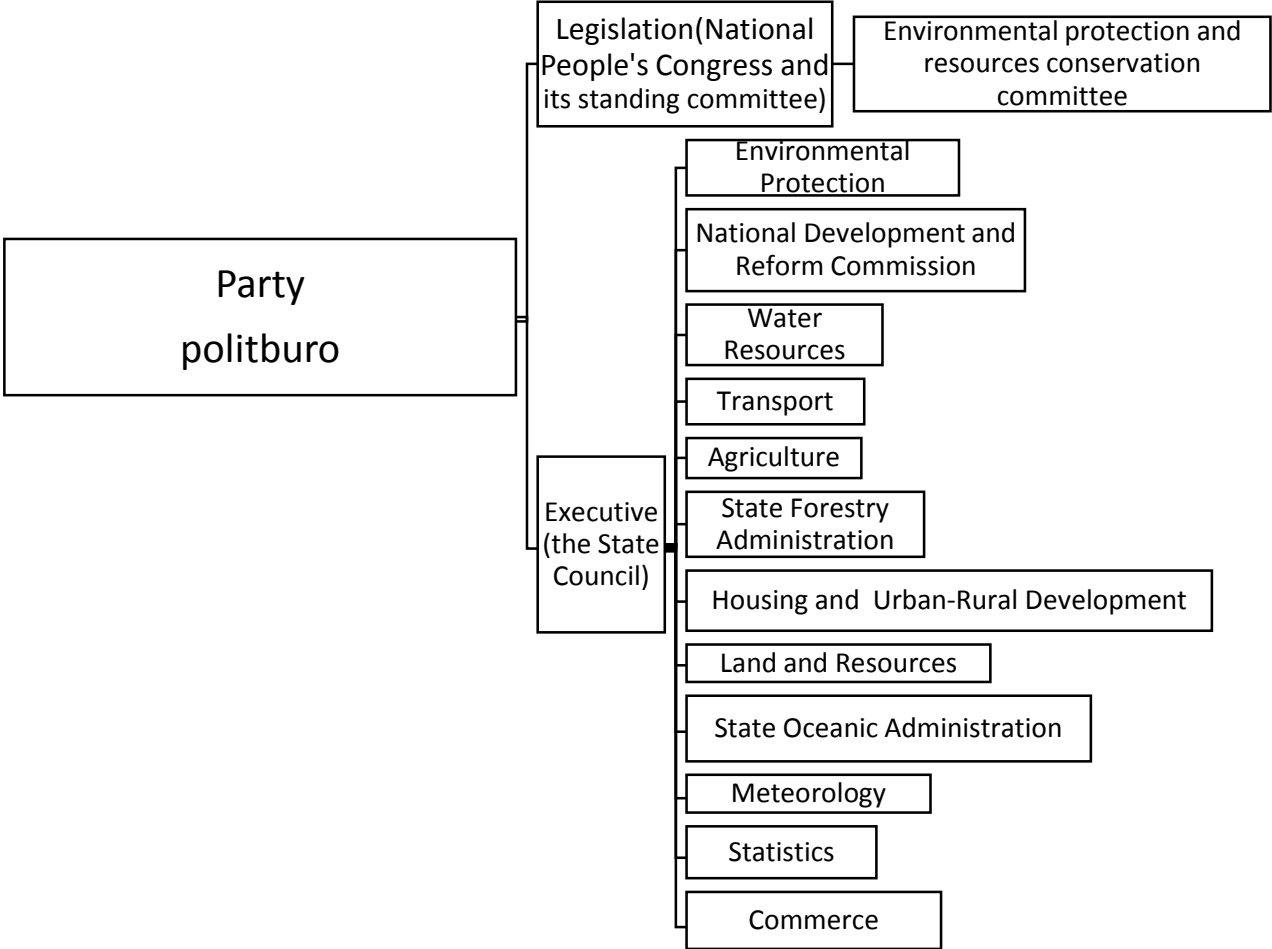 Legislation(National
People's Congress and
its standing committee)
Environmental protection and
resources conservation
committee
Environmental
Protection
National Development and
Reform Commission
Party
politburo
Water
Resources
Transport
Agriculture
Executive
(the State
Council)
State Forestry
Administration
Housing and  Urban-Rural Development
Land and Resources
State Oceanic Administration
Meteorology
Statistics
Commerce